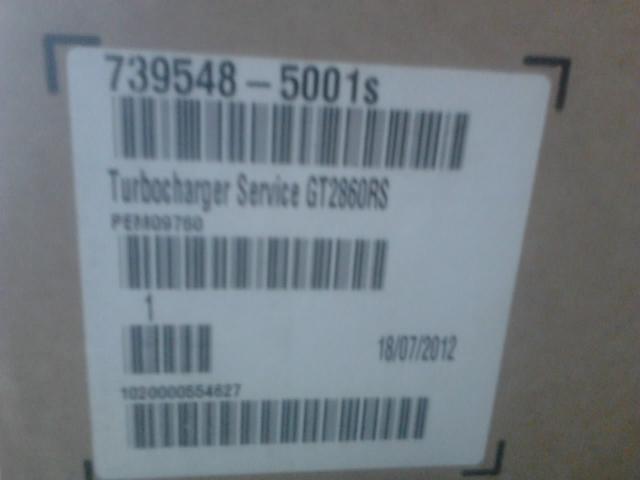 739548-5001s
Turbocharger Service GT2860RS
PEM09760
1
18/07/2012
1020000554627